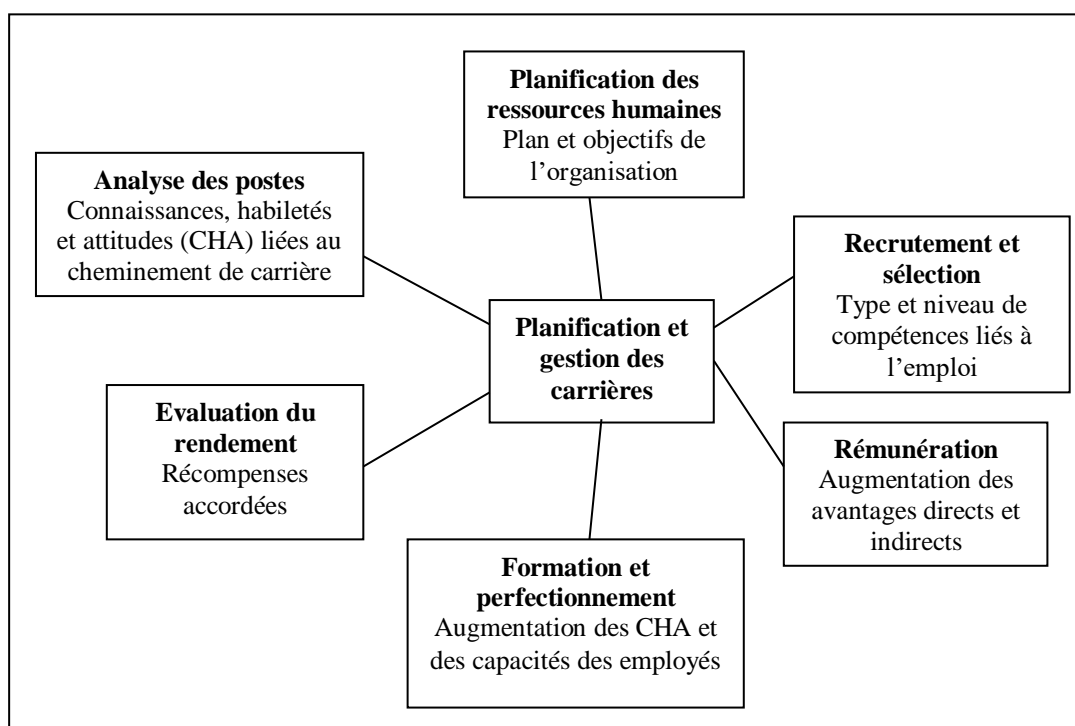 Planification des
ressources humaines
Plan et objectifs de
l’organisation
Analyse des postes
Connaissances, habiletés
et attitudes (CHA) liées au
cheminement de carrière
Recrutement et
sélection
Type et niveau de
compétences liés à
l’emploi
Planification et
gestion des
carrières
Evaluation du
rendement
Récompenses
accordées
Rémunération
Augmentation des
avantages directs et
indirects
Formation et
perfectionnement
Augmentation des CHA et
des capacités des employés